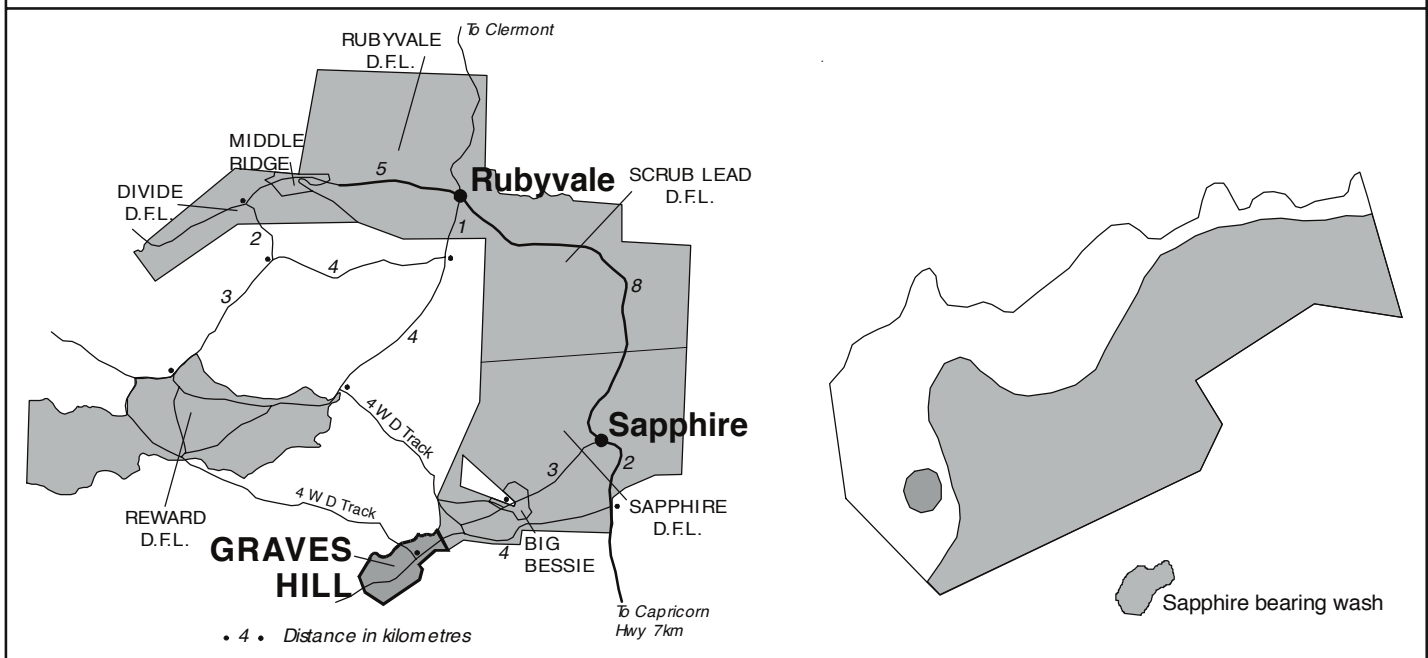 To Clermont
RUBYVALE
D.F.L.
MIDDLE
RIDGE
5
Rubyvale
SCRUB LEAD
D.F.L.
DIVIDE
D.F.L.
1
2
4
8
3
4
4 W D Track
Sapphire
3
2
4 W D Track
REWARD
D.F.L.
SAPPHIRE
D.F.L.
GRAVES
HILL
4
BIG
BESSIE
To Capricorn
Hwy 7km
• 4 • Distance in kilometres
Sapphire bearing wash